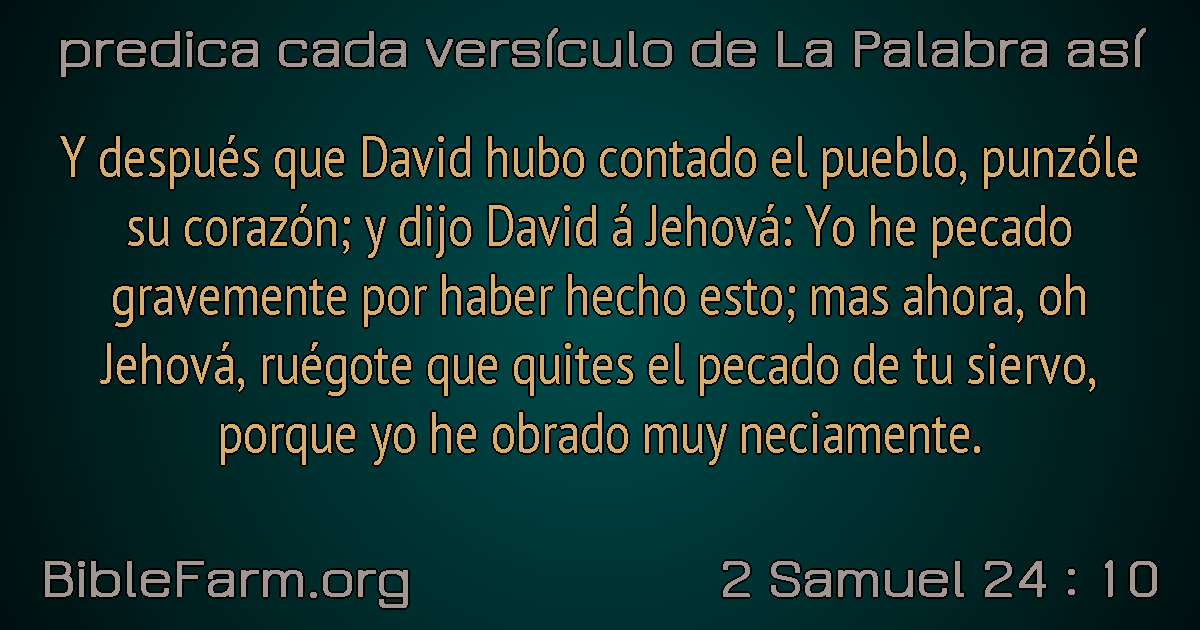 predica cada versículo de La Palabra así
Y después que David hubo contado el pueblo, punzóle
su corazón; y dijo David á Jehová: Yo he pecado
gravemente por haber hecho esto; mas ahora, oh
Jehová, ruégote que quites el pecado de tu siervo,
porque yo he obrado muy neciamente.
BibleFarm.org
2 Samuel 24 : 10